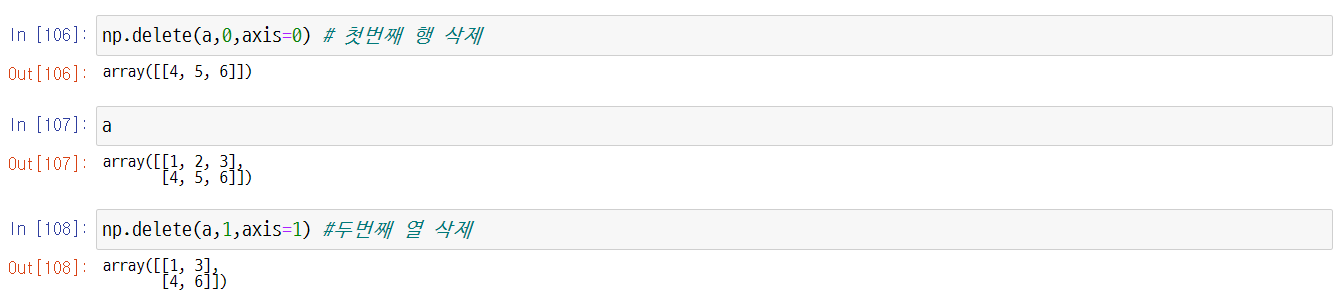 In [106]: np.delete(a,0,axis=0) # 첫번째 행 삭제
Out[106]: array([[4, 5, 6]])
In [107]: a
Out[107]: array([[1, 2, 3],
[4, 5, 6]])
In [108]: np.delete(a,1,axis=1) #두번째 열 삭제
Out[108]: array([[1, 3],
[4, 6]])